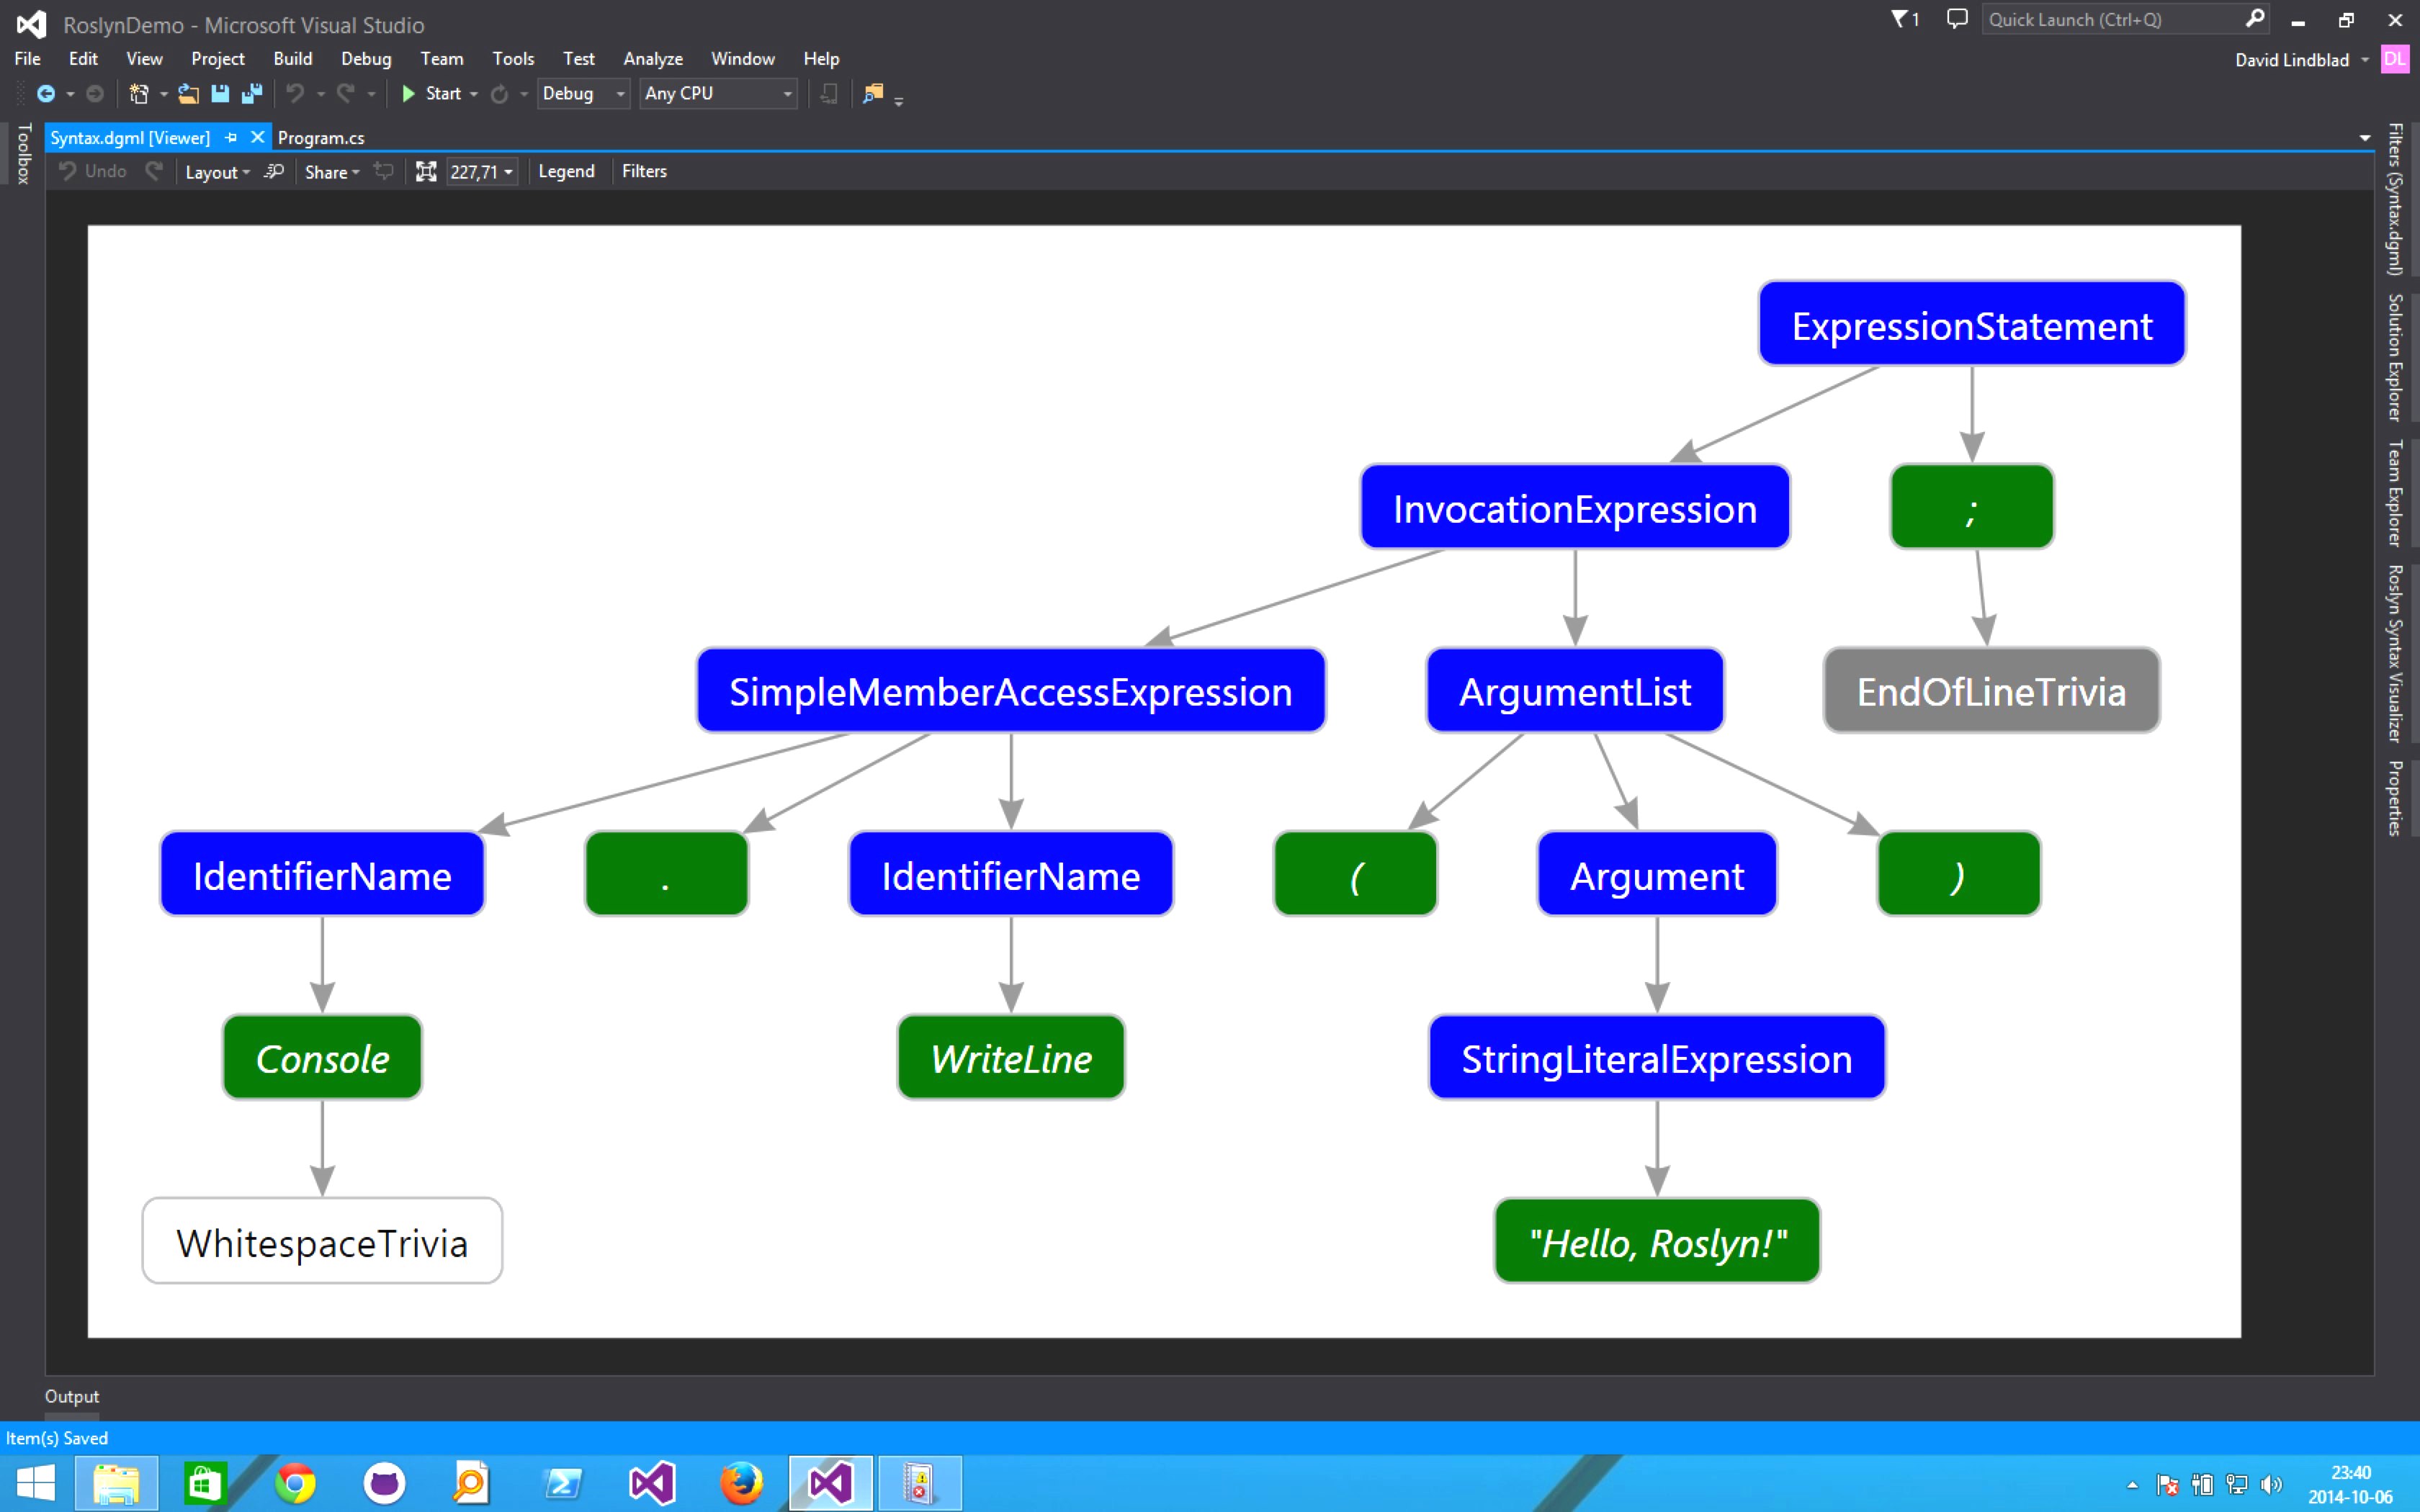 RoslynDemo - Microsoft Visual Studio
1
Quick Launch (Ctrl+Q)
File Edit View Project Build Debug Team Tools Test Analyze Window Help
David Lindblad DL
Start Debug Any CPU
Toolbox
Syntax.dgml [Viewer] Program.cs
Undo Layout Share 227,71 Legend Filters
Filters (Syntax.dgml)
Solution Explorer
Team Explorer
Roslyn Syntax Visualizer
Properties
ExpressionStatement
InvocationExpression ;
SimpleMemberAccessExpression ArgumentList EndOfLineTrivia
IdentifierName . IdentifierName ( Argument )
Console WriteLine StringLiteralExpression
WhitespaceTrivia "Hello, Roslyn!"
Output
Item(s) Saved
23:40
2014-10-06